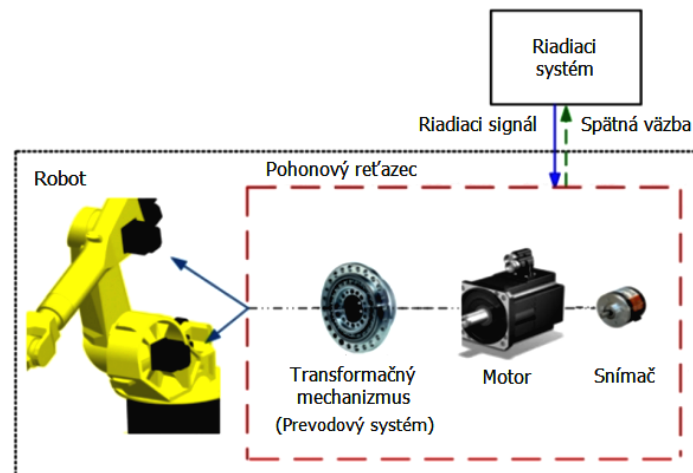 Riadiaci
systém
Riadiaci signál
Spätná väzba
Pohonový reťazec
Robot
Transformačný
mechanizmus
(Prevodový systém)
Motor
Snímač